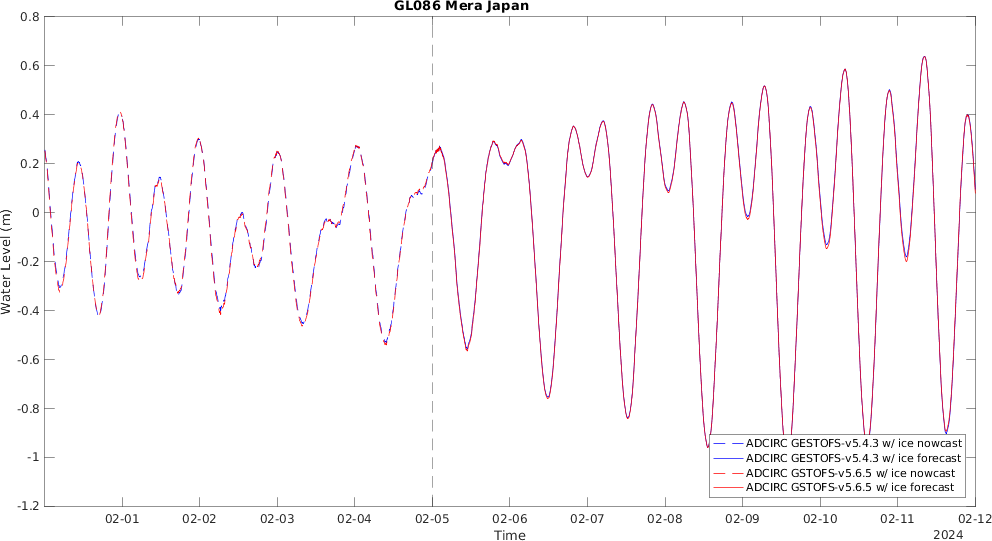 GL086 Mera Japan
0.8
0.6
0.4
0.2
0
-0.2
-0.4
-0.6
-0.8
-1
-1.2
Water Level (m)
ADCIRC GESTOFS-v5.4.3 w/ ice nowcast
ADCIRC GESTOFS-v5.4.3 w/ ice forecast
ADCIRC GSTOFS-v5.6.5 w/ ice nowcast
ADCIRC GSTOFS-v5.6.5 w/ ice forecast
02-01 02-02 02-03 02-04 02-05 02-06 02-07 02-08 02-09 02-10 02-11 02-12
Time
2024